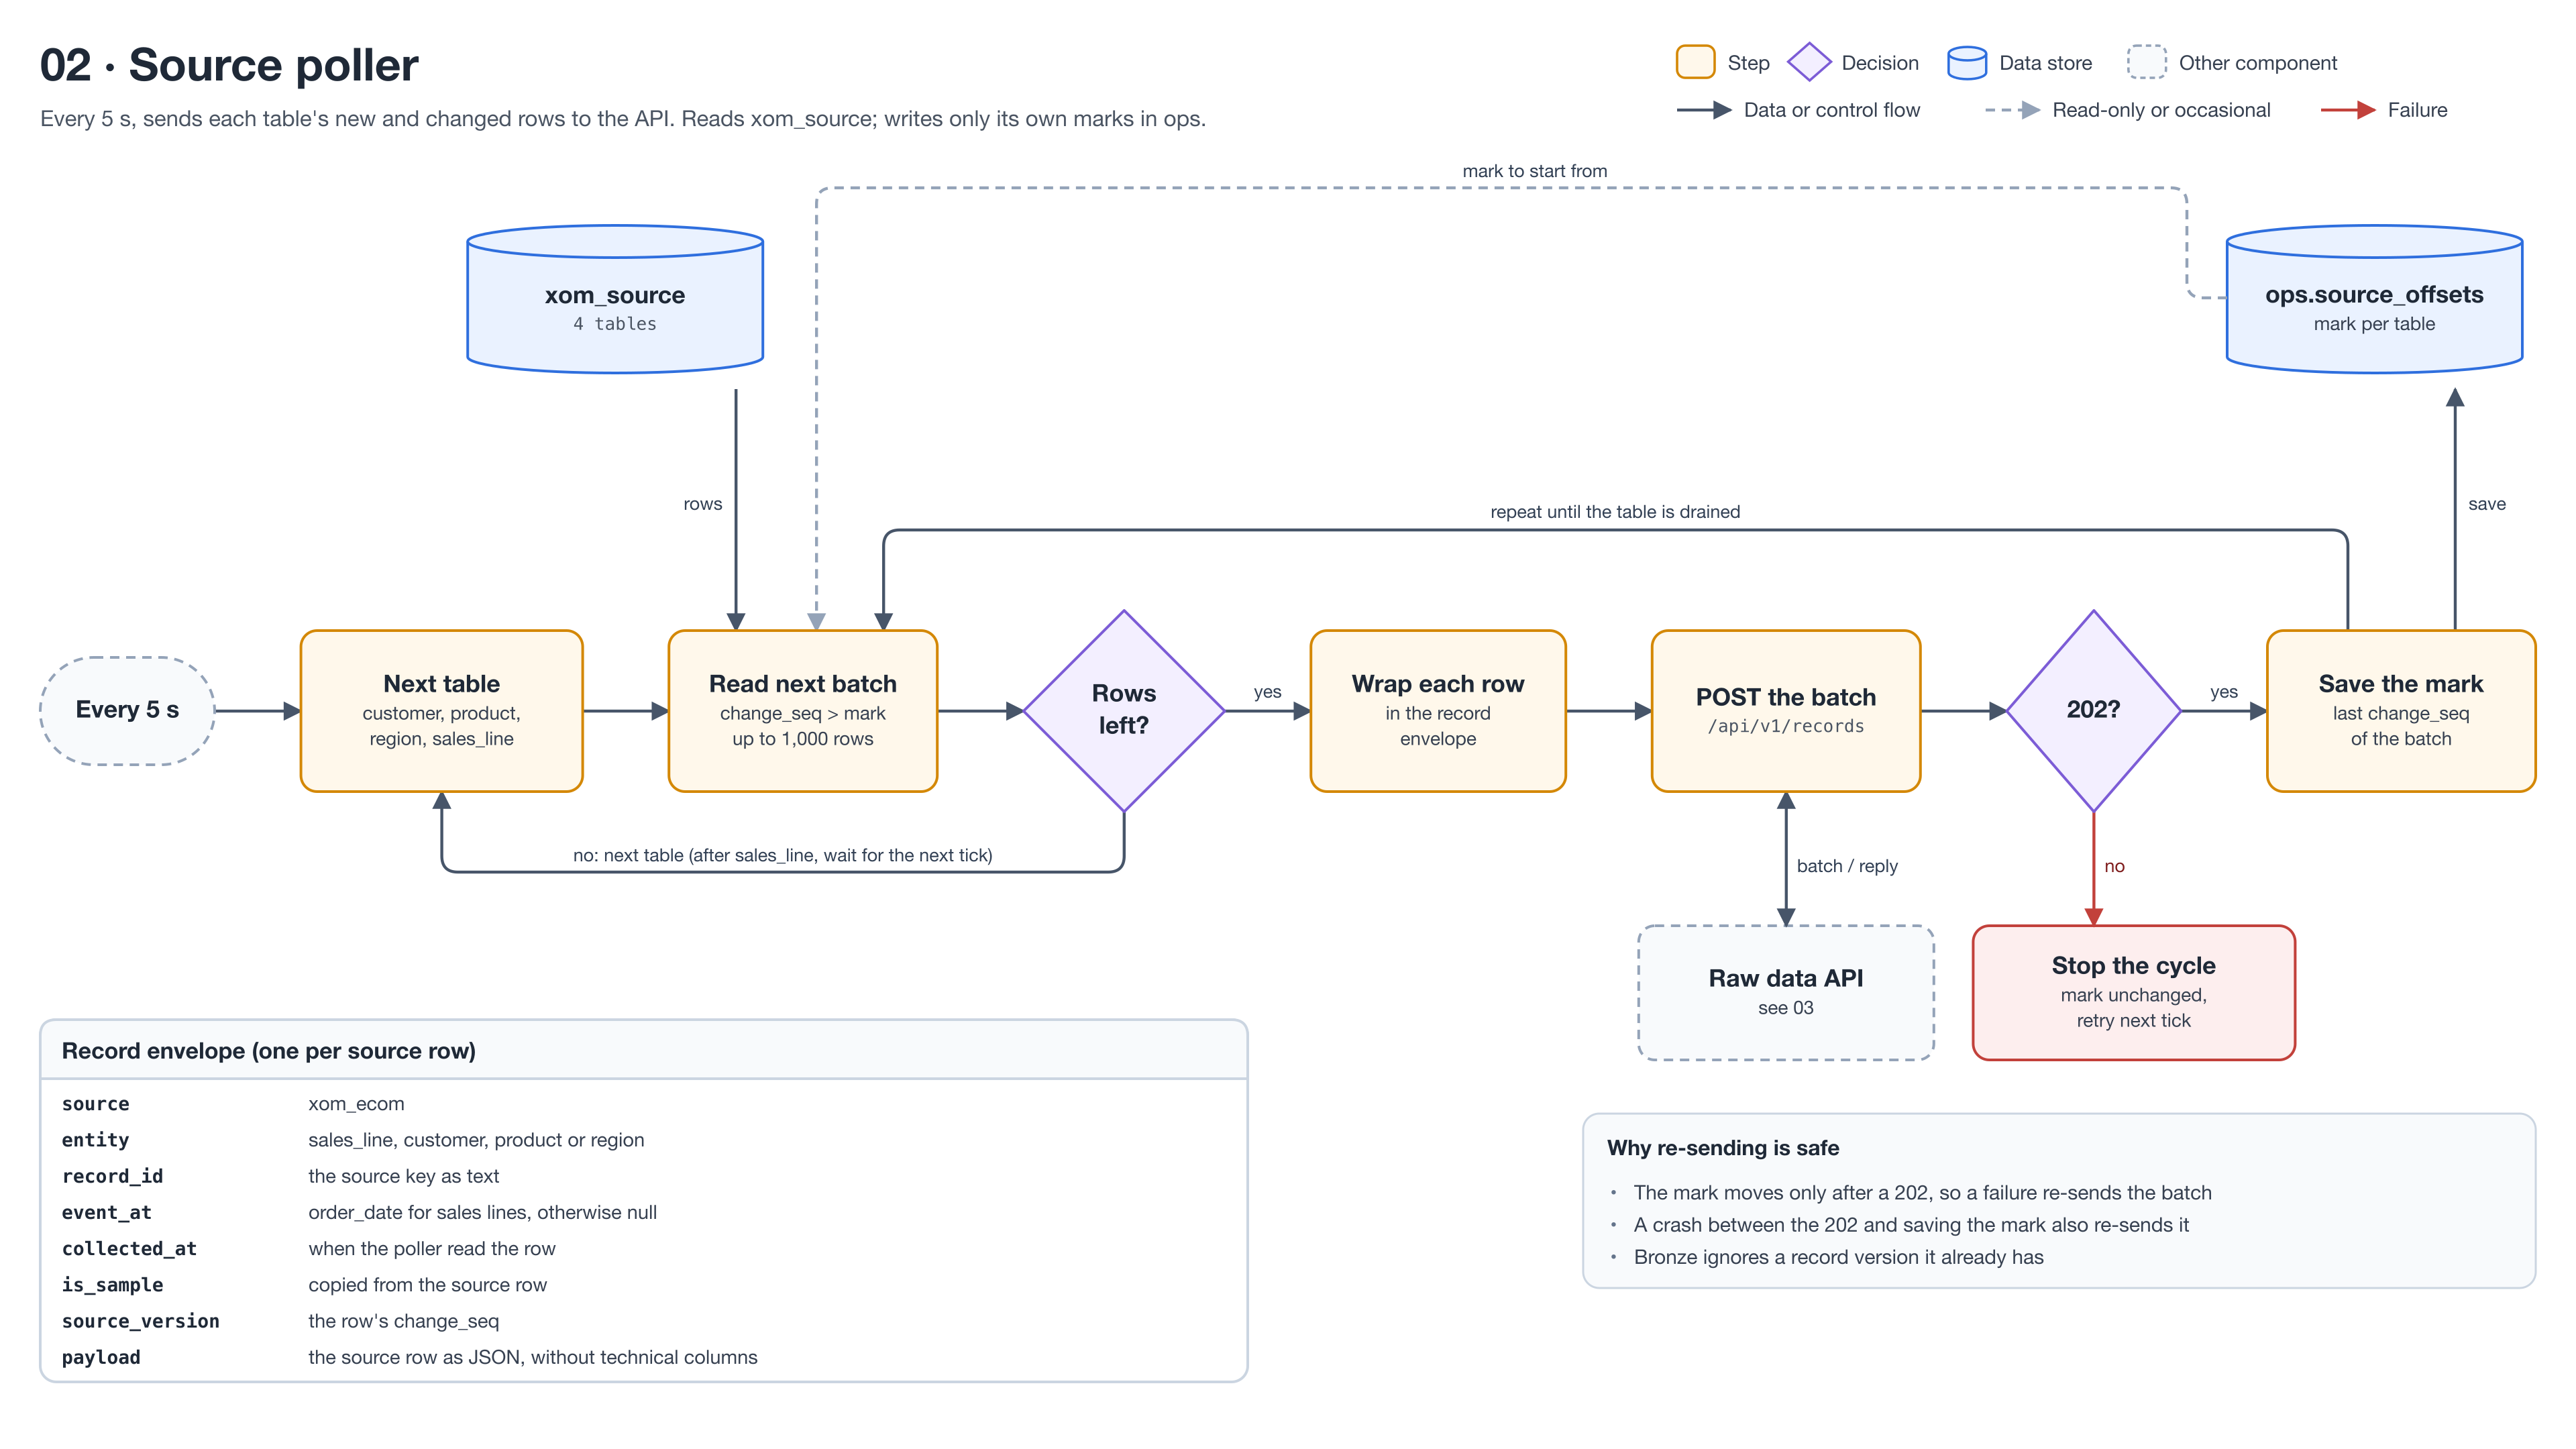 02 · Source poller
Every 5 s, sends each table's new and changed rows to the API. Reads xom_source; writes only its own marks in ops.
Step
Decision
Data store
Other component
Data or control flow
Read-only or occasional
Failure
mark to start from
xom_source
4 tables
ops.source_offsets
mark per table
rows
repeat until the table is drained
save
Every 5 s
Next table
customer, product,
region, sales_line
Read next batch
change_seq > mark
up to 1,000 rows
Rows
left?
yes
Wrap each row
in the record
envelope
POST the batch
/api/v1/records
202?
yes
Save the mark
last change_seq
of the batch
no: next table (after sales_line, wait for the next tick)
batch / reply
no
Raw data API
see 03
Stop the cycle
mark unchanged,
retry next tick
Record envelope (one per source row)
source xom_ecom
entity sales_line, customer, product or region
record_id the source key as text
event_at order_date for sales lines, otherwise null
collected_at when the poller read the row
is_sample copied from the source row
source_version the row's change_seq
payload the source row as JSON, without technical columns
Why re-sending is safe
• The mark moves only after a 202, so a failure re-sends the batch
• A crash between the 202 and saving the mark also re-sends it
• Bronze ignores a record version it already has